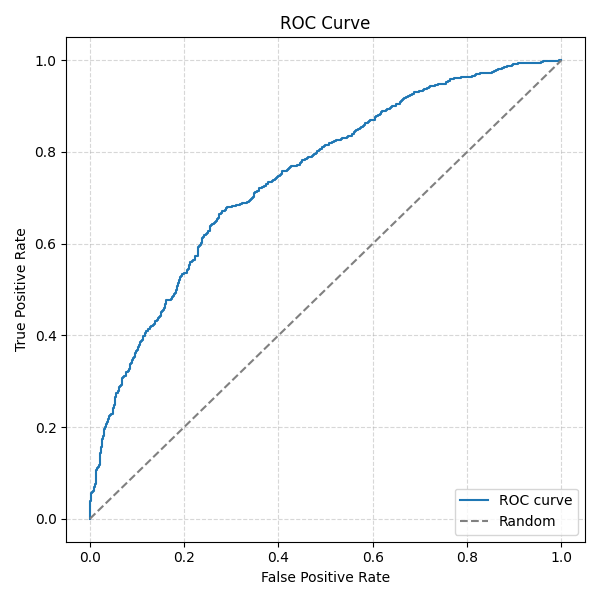 ROC Curve
1.0
0.8
0.6
0.4
0.2
0.0
True Positive Rate
0.0 0.2 0.4 0.6 0.8 1.0
False Positive Rate
ROC curve
Random